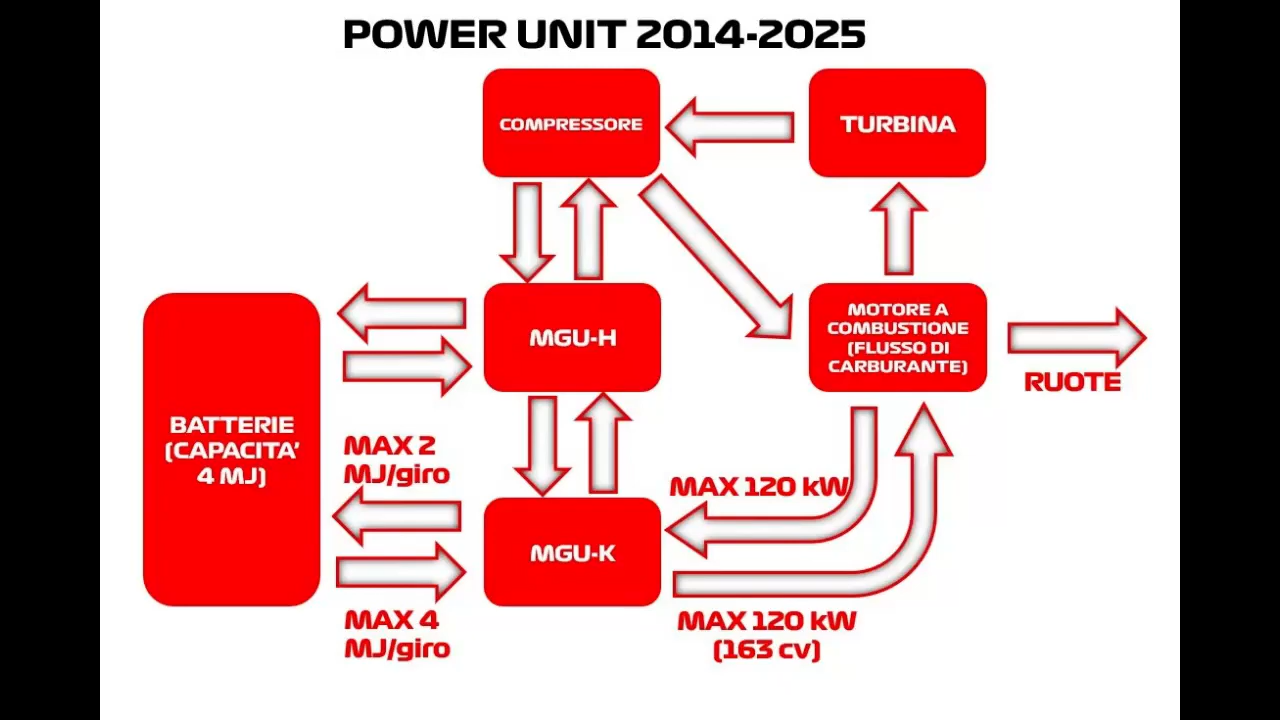 POWER UNIT 2014-2025
COMPRESSORE
TURBINA
MGU-H
MOTORE A
COMBUSTIONE
(FLUSSO DI
CARBURANTE)
RUOTE
BATTERIE
(CAPACITA'
4 MJ)
MAX 2
MJ/giro
MAX 120 kW
MGU-K
MAX 4
MJ/giro
MAX 120 kW
(163 cv)